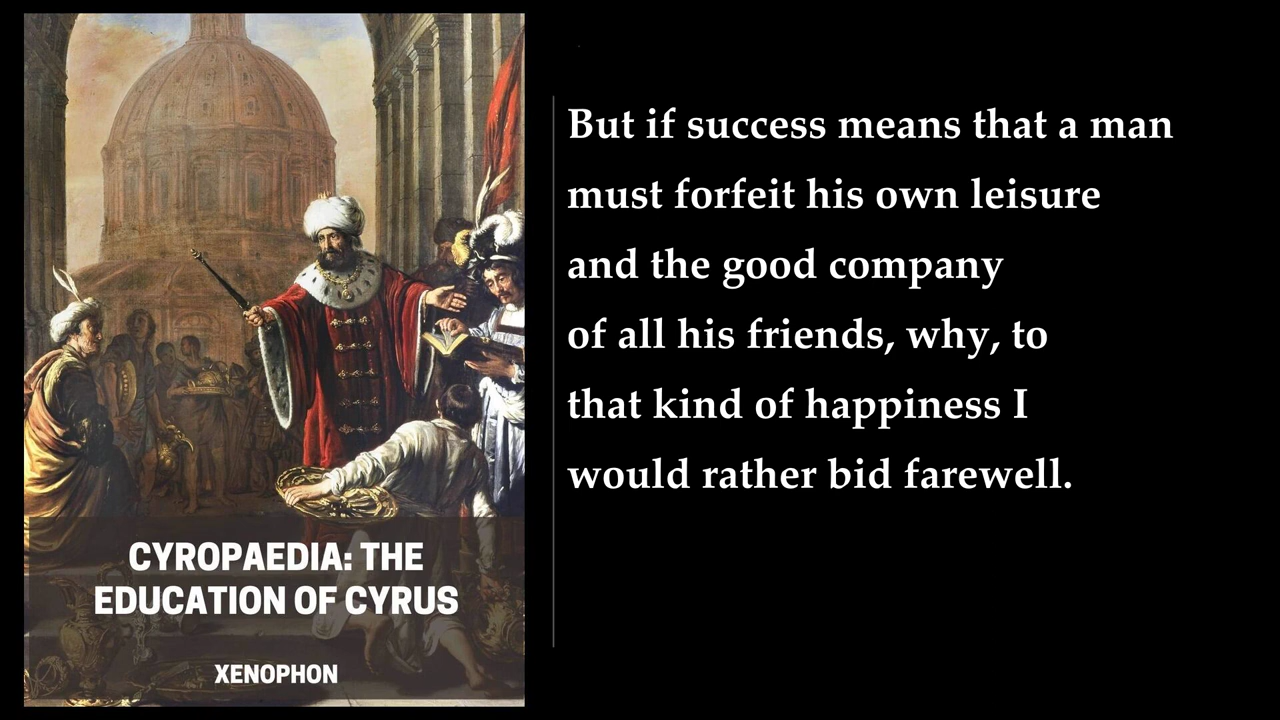 CYROPAEDIA: THE
EDUCATION OF CYRUS
XENOPHON
But if success means that a man
must forfeit his own leisure
and the good company
of all his friends, why, to
that kind of happiness I
would rather bid farewell.